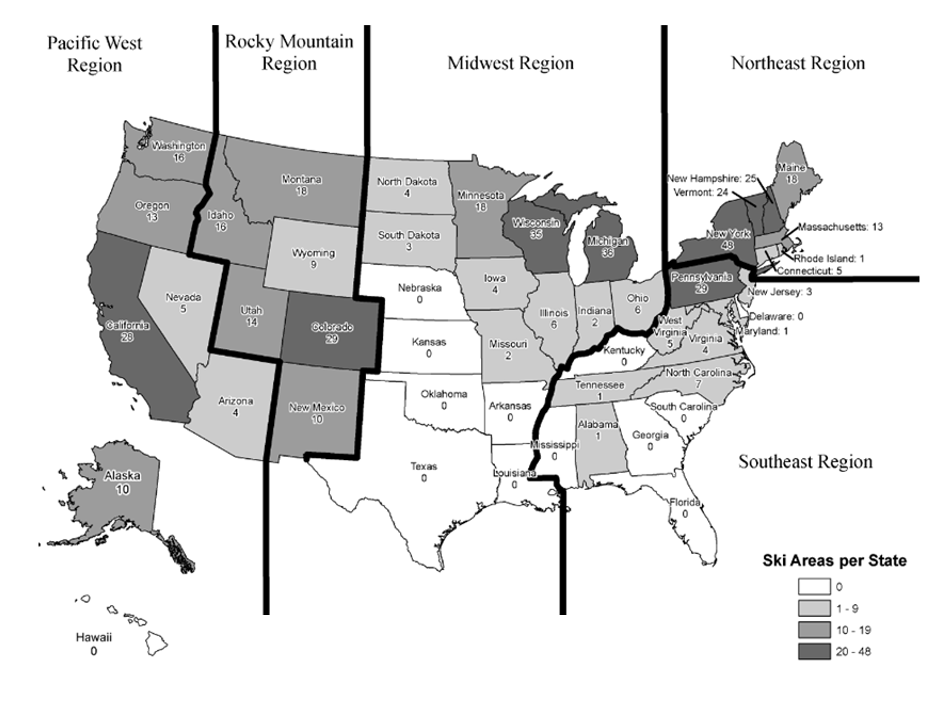 Pacific West
Region
Rocky Mountain
Region
Midwest Region
Northeast Region
Washington
16
Oregon
13
California
28
Nevada
5
Arizona
4
Alaska
10
Hawaii
0
Idaho
16
Montana
18
Wyoming
9
Utah
14
Colorado
29
New Mexico
10
North Dakota
4
South Dakota
3
Nebraska
0
Kansas
0
Oklahoma
0
Texas
0
Minnesota
18
Iowa
4
Missouri
2
Arkansas
0
Louisiana
0
Wisconsin
35
Michigan
36
Illinois
6
Indiana
2
Ohio
6
Maine
18
New Hampshire: 25
Vermont: 24
New York
48
Massachusetts: 13
Rhode Island: 1
Connecticut: 5
Pennsylvania
29
New Jersey: 3
Delaware: 0
Maryland: 1
West
Virginia
5
Virginia
4
Kentucky
0
North Carolina
7
Tennessee
1
South Carolina
0
Mississippi
0
Alabama
1
Georgia
0
Florida
0
Southeast Region
Ski Areas per State
0
1 - 9
10 - 19
20 - 48